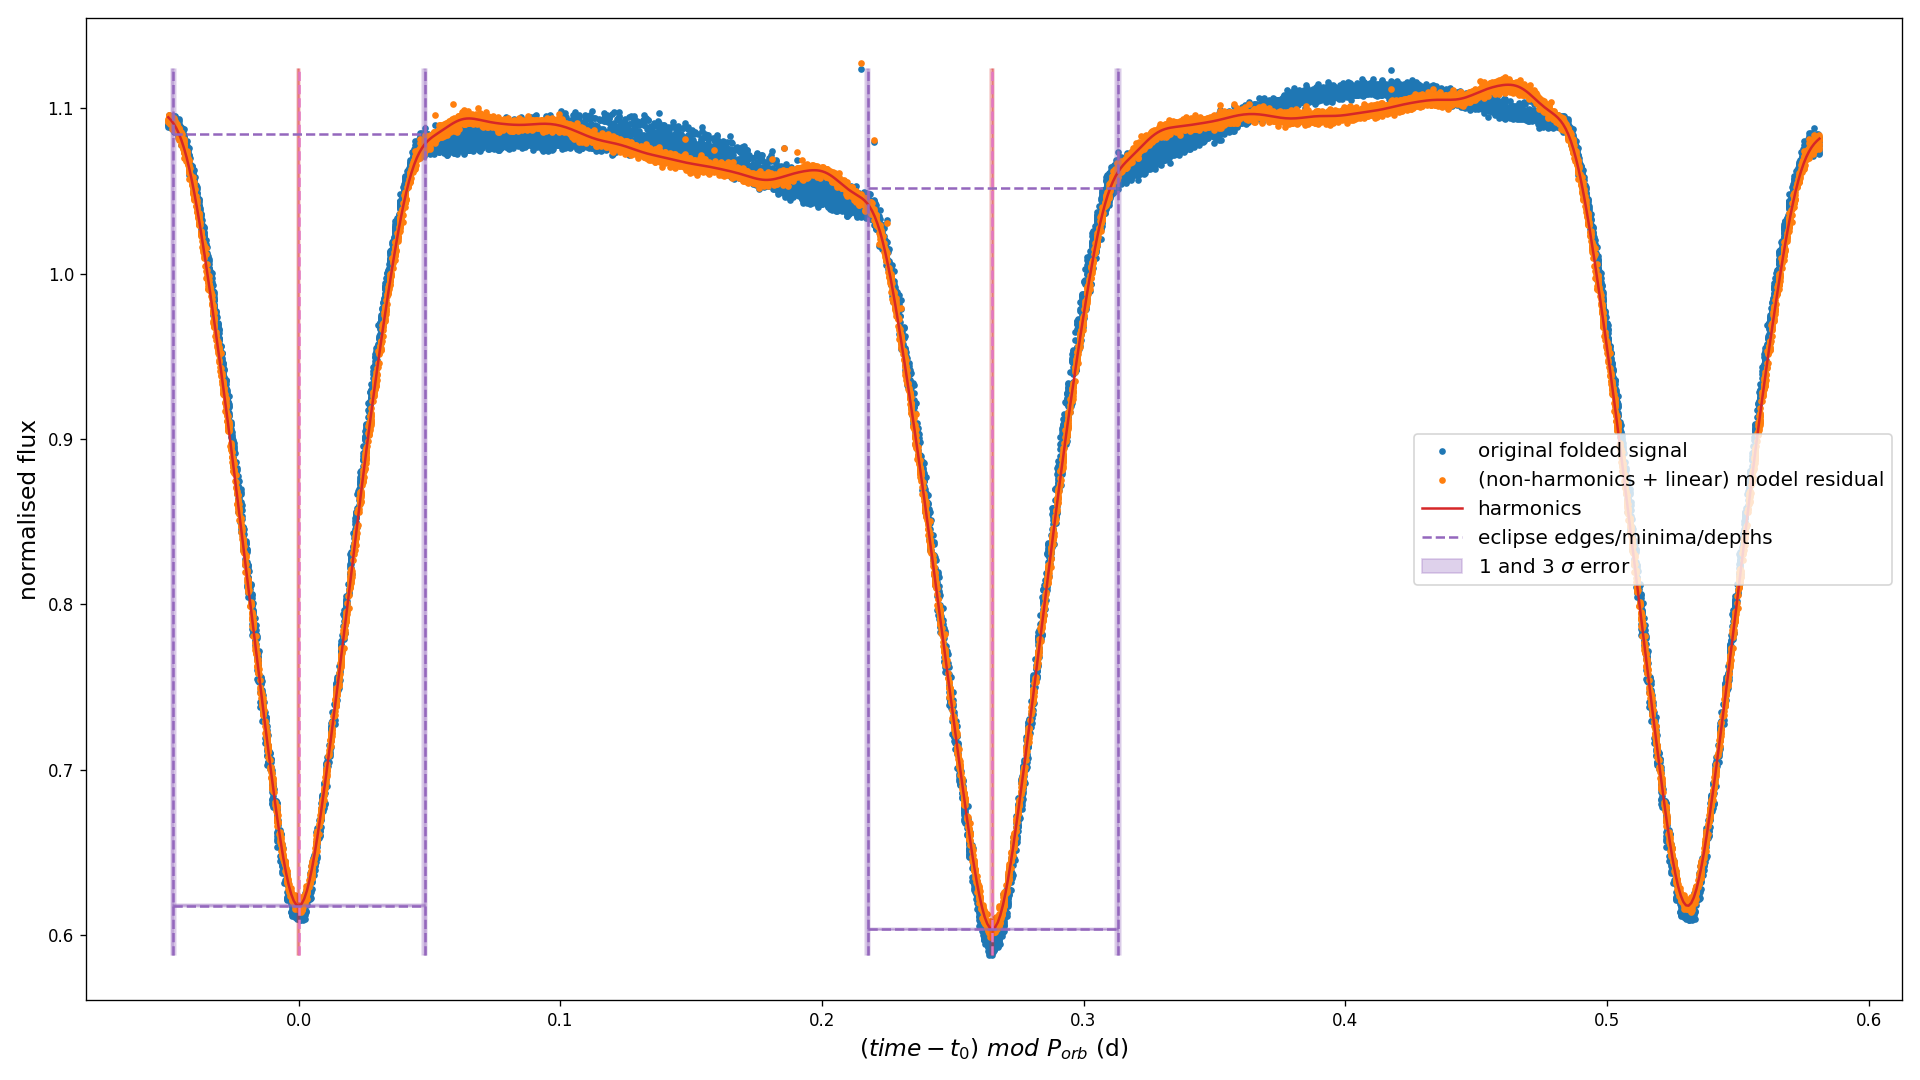 1.1
1.0
0.9
0.8
0.7
0.6
normalised flux
original folded signal
(non-harmonics + linear) model residual
harmonics
eclipse edges/minima/depths
1 and 3 σ error
0.0 0.1 0.2 0.3 0.4 0.5 0.6
(time − t₀) mod Pₒᵣb (d)